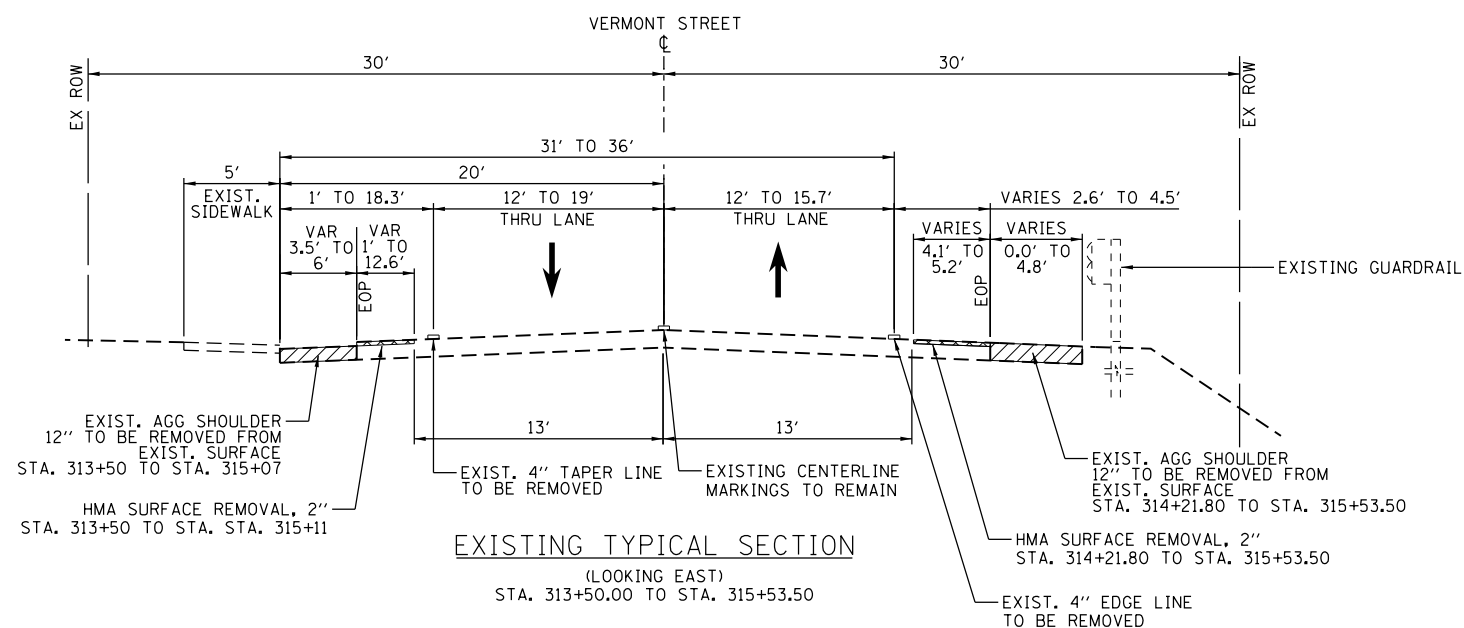 VERMONT STREET
℄
30'
30'
EX ROW
EX ROW
31' TO 36'
5'
EXIST.
SIDEWALK
20'
1' TO 18.3'
12' TO 19'
THRU LANE
12' TO 15.7'
THRU LANE
VARIES 2.6' TO 4.5'
VAR
3.5' TO
6'
VAR
1' TO
12.6'
VARIES
4.1' TO
5.2'
VARIES
0.0' TO
4.8'
EOP
EOP
EXISTING GUARDRAIL
13'
13'
EXIST. AGG SHOULDER
12" TO BE REMOVED FROM
EXIST. SURFACE
STA. 313+50 TO STA. 315+07
HMA SURFACE REMOVAL, 2"
STA. 313+50 TO STA. STA. 315+11
EXIST. 4" TAPER LINE
TO BE REMOVED
EXISTING CENTERLINE
MARKINGS TO REMAIN
EXIST. AGG SHOULDER
12" TO BE REMOVED FROM
EXIST. SURFACE
STA. 314+21.80 TO STA. 315+53.50
HMA SURFACE REMOVAL, 2"
STA. 314+21.80 TO STA. 315+53.50
EXIST. 4" EDGE LINE
TO BE REMOVED
EXISTING TYPICAL SECTION
(LOOKING EAST)
STA. 313+50.00 TO STA. 315+53.50